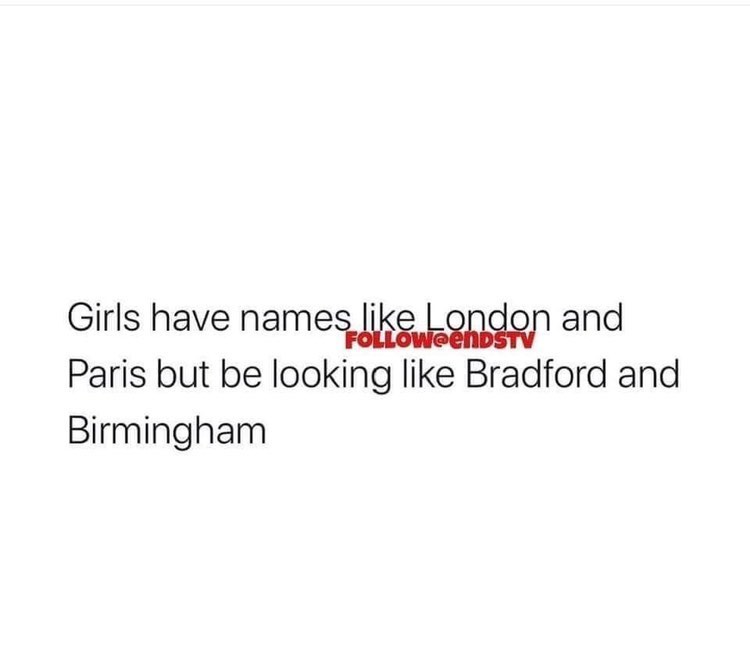 Girls have names like London and
FOLLOW@ENDSTV
Paris but be looking like Bradford and
Birmingham